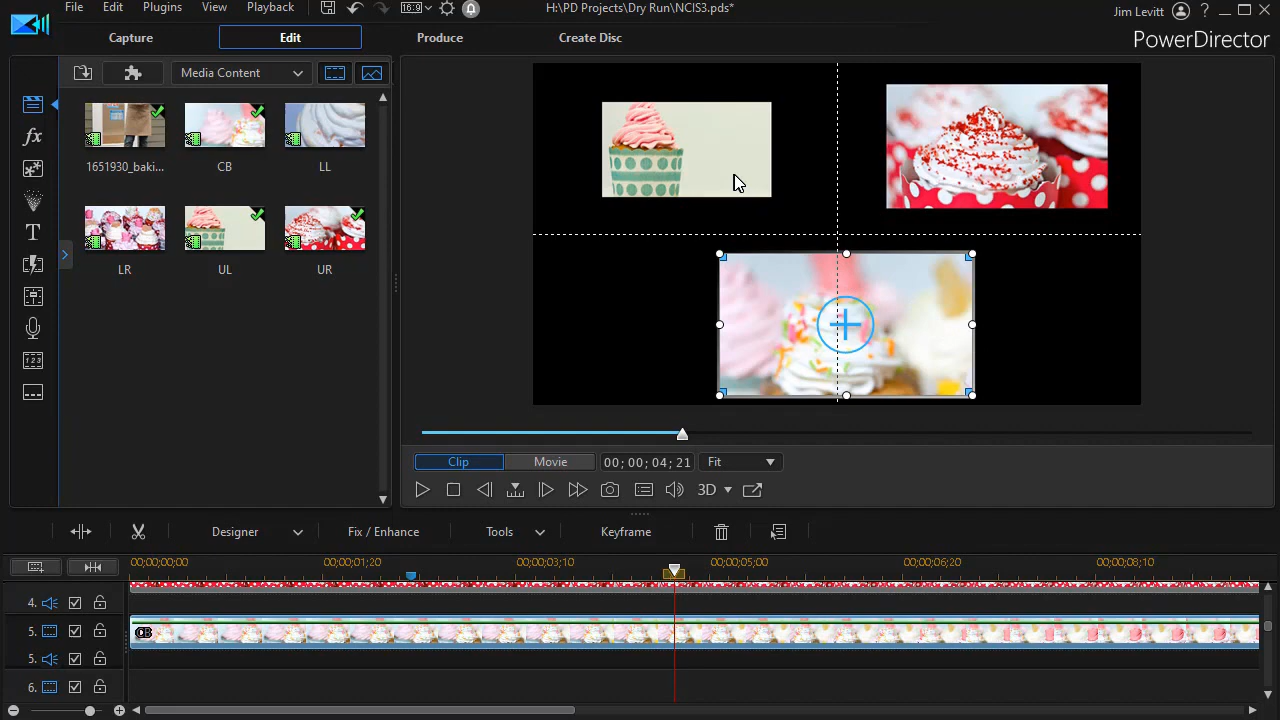 File Edit Plugins View Playback 16:9 H:\PD Projects\Dry Run\NCIS3.pds* Jim Levitt ?
Capture Edit Produce Create Disc PowerDirector
Media Content
1651930_baki... CB LL
LR UL UR
fx
T
123
Clip Movie 00; 00; 04; 21 Fit
3D
Designer Fix / Enhance Tools Keyframe
00;00;00;00 00;00;01;20 00;00;03;10 00;00;05;00 00;00;06;20 00;00;08;10
4.
5. CB
5.
6.